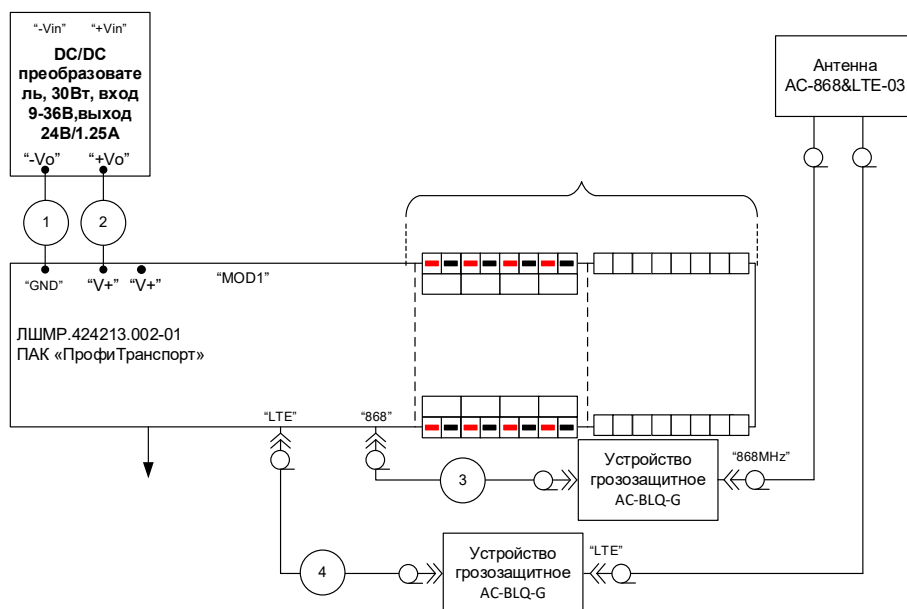 “-Vin” “+Vin”
DC/DC
преобразовате
ль, 30Вт, вход
9-36В,выход
24В/1.25А
“-Vo” “+Vo”
Антенна
АС-868&LTE-03
1
2
“GND” “V+” “V+” “MOD1”
ЛШМР.424213.002-01
ПАК «ПрофиТранспорт»
“LTE” “868”
3
Устройство
грозозащитное
AC-BLQ-G
“868MHz”
4
Устройство
грозозащитное
AC-BLQ-G
“LTE”